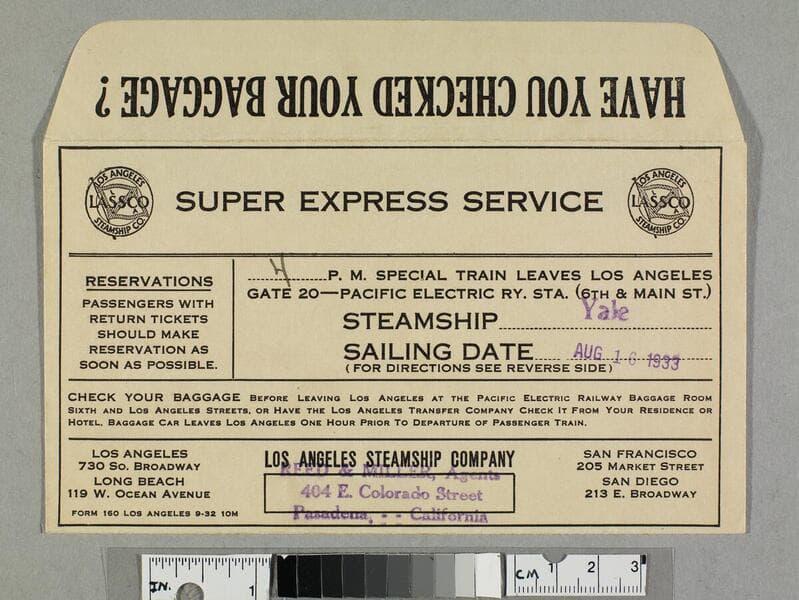 HAVE YOU CHECKED YOUR BAGGAGE?
LOS ANGELES
LASSCO
STEAMSHIP CO.
SUPER EXPRESS SERVICE
LOS ANGELES
LASSCO
STEAMSHIP CO.
RESERVATIONS
PASSENGERS WITH
RETURN TICKETS
SHOULD MAKE
RESERVATION AS
SOON AS POSSIBLE.
4 P. M. SPECIAL TRAIN LEAVES LOS ANGELES
GATE 20—PACIFIC ELECTRIC RY. STA. (6TH & MAIN ST.)
STEAMSHIP Yale
SAILING DATE AUG 16 1933
(FOR DIRECTIONS SEE REVERSE SIDE)
CHECK YOUR BAGGAGE BEFORE LEAVING LOS ANGELES AT THE PACIFIC ELECTRIC RAILWAY BAGGAGE ROOM
SIXTH AND LOS ANGELES STREETS, OR HAVE THE LOS ANGELES TRANSFER COMPANY CHECK IT FROM YOUR RESIDENCE OR
HOTEL. BAGGAGE CAR LEAVES LOS ANGELES ONE HOUR PRIOR TO DEPARTURE OF PASSENGER TRAIN.
LOS ANGELES
730 SO. BROADWAY
LONG BEACH
119 W. OCEAN AVENUE
FORM 160 LOS ANGELES 9-32 10M
LOS ANGELES STEAMSHIP COMPANY
REED & MILLER, Agents
404 E. Colorado Street
Pasadena, - - California
SAN FRANCISCO
205 MARKET STREET
SAN DIEGO
213 E. BROADWAY
IN. 1
CM 1 2 3